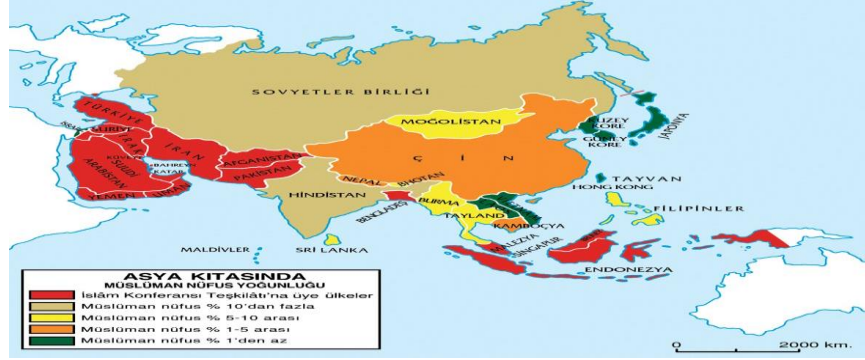 SOVYETLER BİRLİĞİ
TÜRKİYE
MOĞOLİSTAN
KUZEY
KORE
GÜNEY
KORE
JAPONYA
SURİYE
IRAK
İRAN
KUVEYT
AFGANİSTAN
ÇİN
BAHREYN
KATAR
SUUDİ
ARABİSTAN
PAKİSTAN
NEPAL
BHOTAN
YEMEN
UMAN
HİNDİSTAN
BENGLADEŞ
BURMA
TAYLAND
KAMBOÇYA
TAYVAN
HONG KONG
FİLİPİNLER
MALDİVLER
SRİ LANKA
MALEZYA
SİNGAPUR
ENDONEZYA
ASYA KITASINDA
MÜSLÜMAN NÜFUS YOĞUNLUĞU
İslâm Konferansı Teşkilâtı'na üye ülkeler
Müslüman nüfus % 10'dan fazla
Müslüman nüfus % 5-10 arası
Müslüman nüfus % 1-5 arası
Müslüman nüfus % 1'den az
0 2000 km.